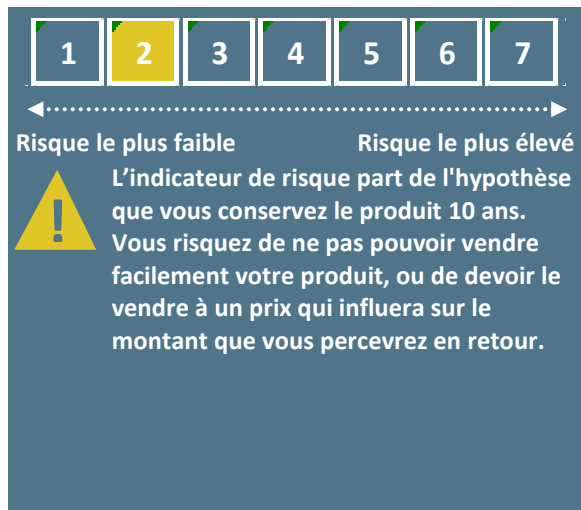 1 2 3 4 5 6 7
Risque le plus faible Risque le plus élevé
L’indicateur de risque part de l'hypothèse
que vous conservez le produit 10 ans.
Vous risquez de ne pas pouvoir vendre
facilement votre produit, ou de devoir le
vendre à un prix qui influera sur le
montant que vous percevrez en retour.